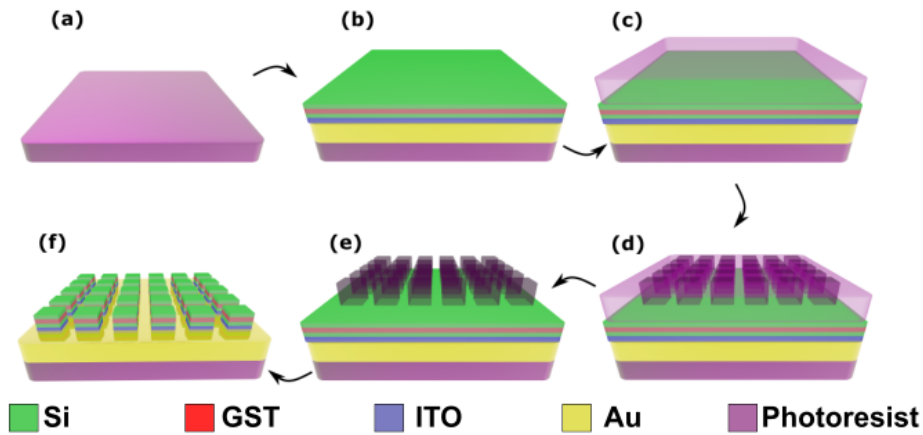 (a)
(b)
(c)
(f)
(e)
(d)
Si GST ITO Au Photoresist